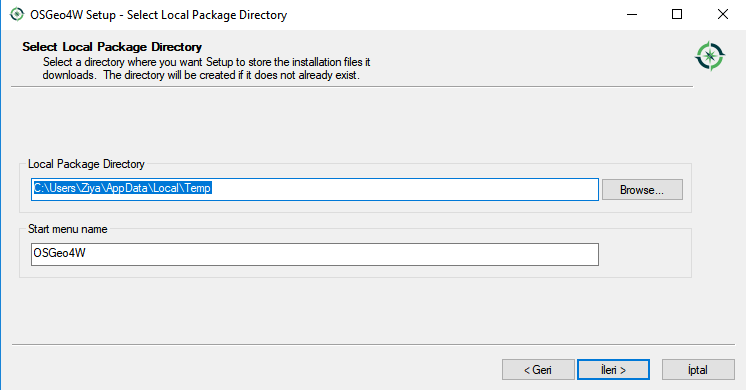 OSGeo4W Setup - Select Local Package Directory
Select Local Package Directory
Select a directory where you want Setup to store the installation files it
downloads.  The directory will be created if it does not already exist.
Local Package Directory
C:\Users\Ziya\AppData\Local\Temp
Browse...
Start menu name
OSGeo4W
< Geri
İleri >
İptal